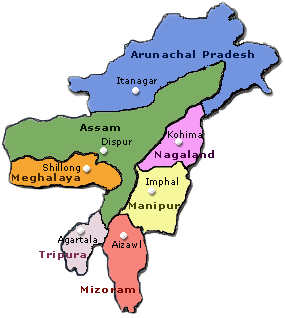 Arunachal Pradesh
Itanagar
Assam
Dispur
Kohima
Nagaland
Shillong
Meghalaya
Imphal
Manipur
Agartala
Aizawl
Tripura
Mizoram